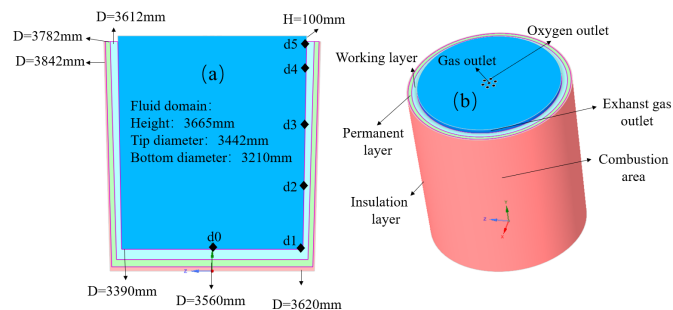 D=3612mm
H=100mm
D=3782mm
D=3842mm
d5
d4
d3
d2
d1
d0
(a)
Fluid domain:
Height: 3665mm
Tip diameter: 3442mm
Bottom diameter: 3210mm
D=3390mm
D=3560mm
D=3620mm
z
Oxygen outlet
Gas outlet
Working layer
(b)
Exhanst gas
outlet
Permanent
layer
Combustion
area
Insulation
layer
z